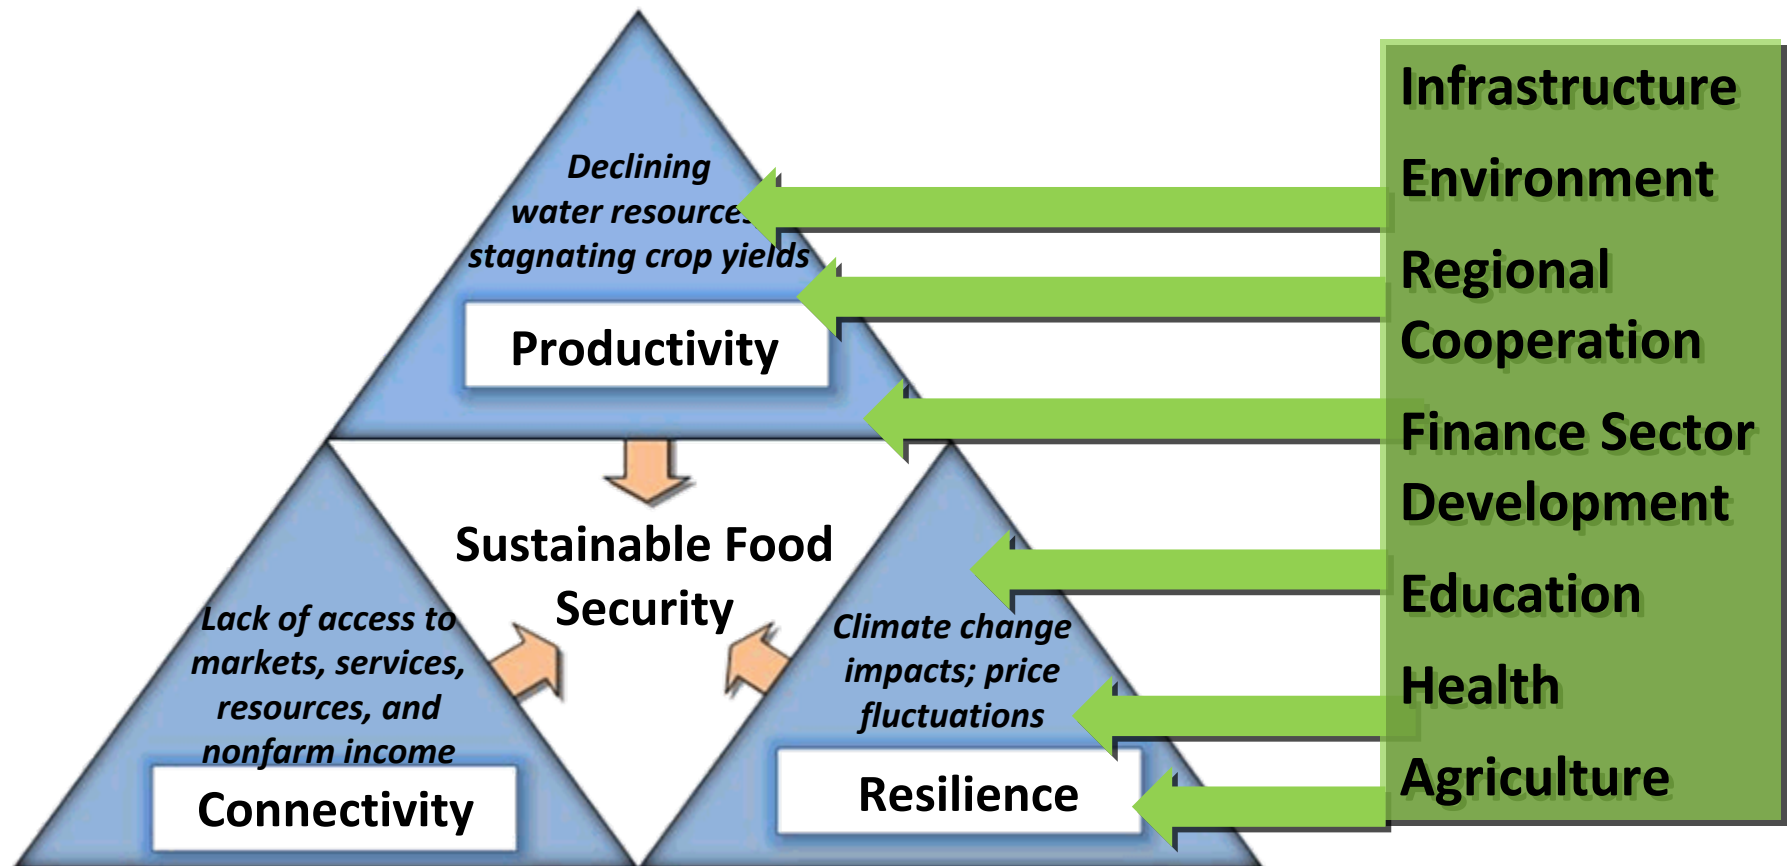 Declining
water resources
stagnating crop yields
Productivity
Sustainable Food
Security
Lack of access to
markets, services,
resources, and
nonfarm income
Connectivity
Climate change
impacts; price
fluctuations
Resilience
Infrastructure
Environment
Regional
Cooperation
Finance Sector
Development
Education
Health
Agriculture